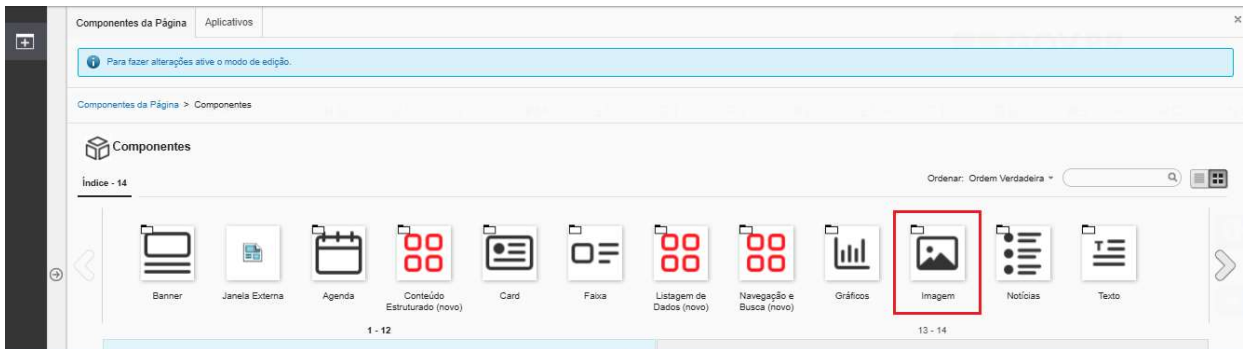 Componentes da Página
Aplicativos
Para fazer alterações ative o modo de edição.
Componentes da Página > Componentes
Componentes
Índice - 14
Ordenar: Ordem Verdadeira
Banner
Janela Externa
Agenda
Conteúdo
Estruturado (novo)
Card
Faixa
Listagem de
Dados (novo)
Navegação e
Busca (novo)
Gráficos
Imagem
Notícias
Texto
1 - 12
13 - 14